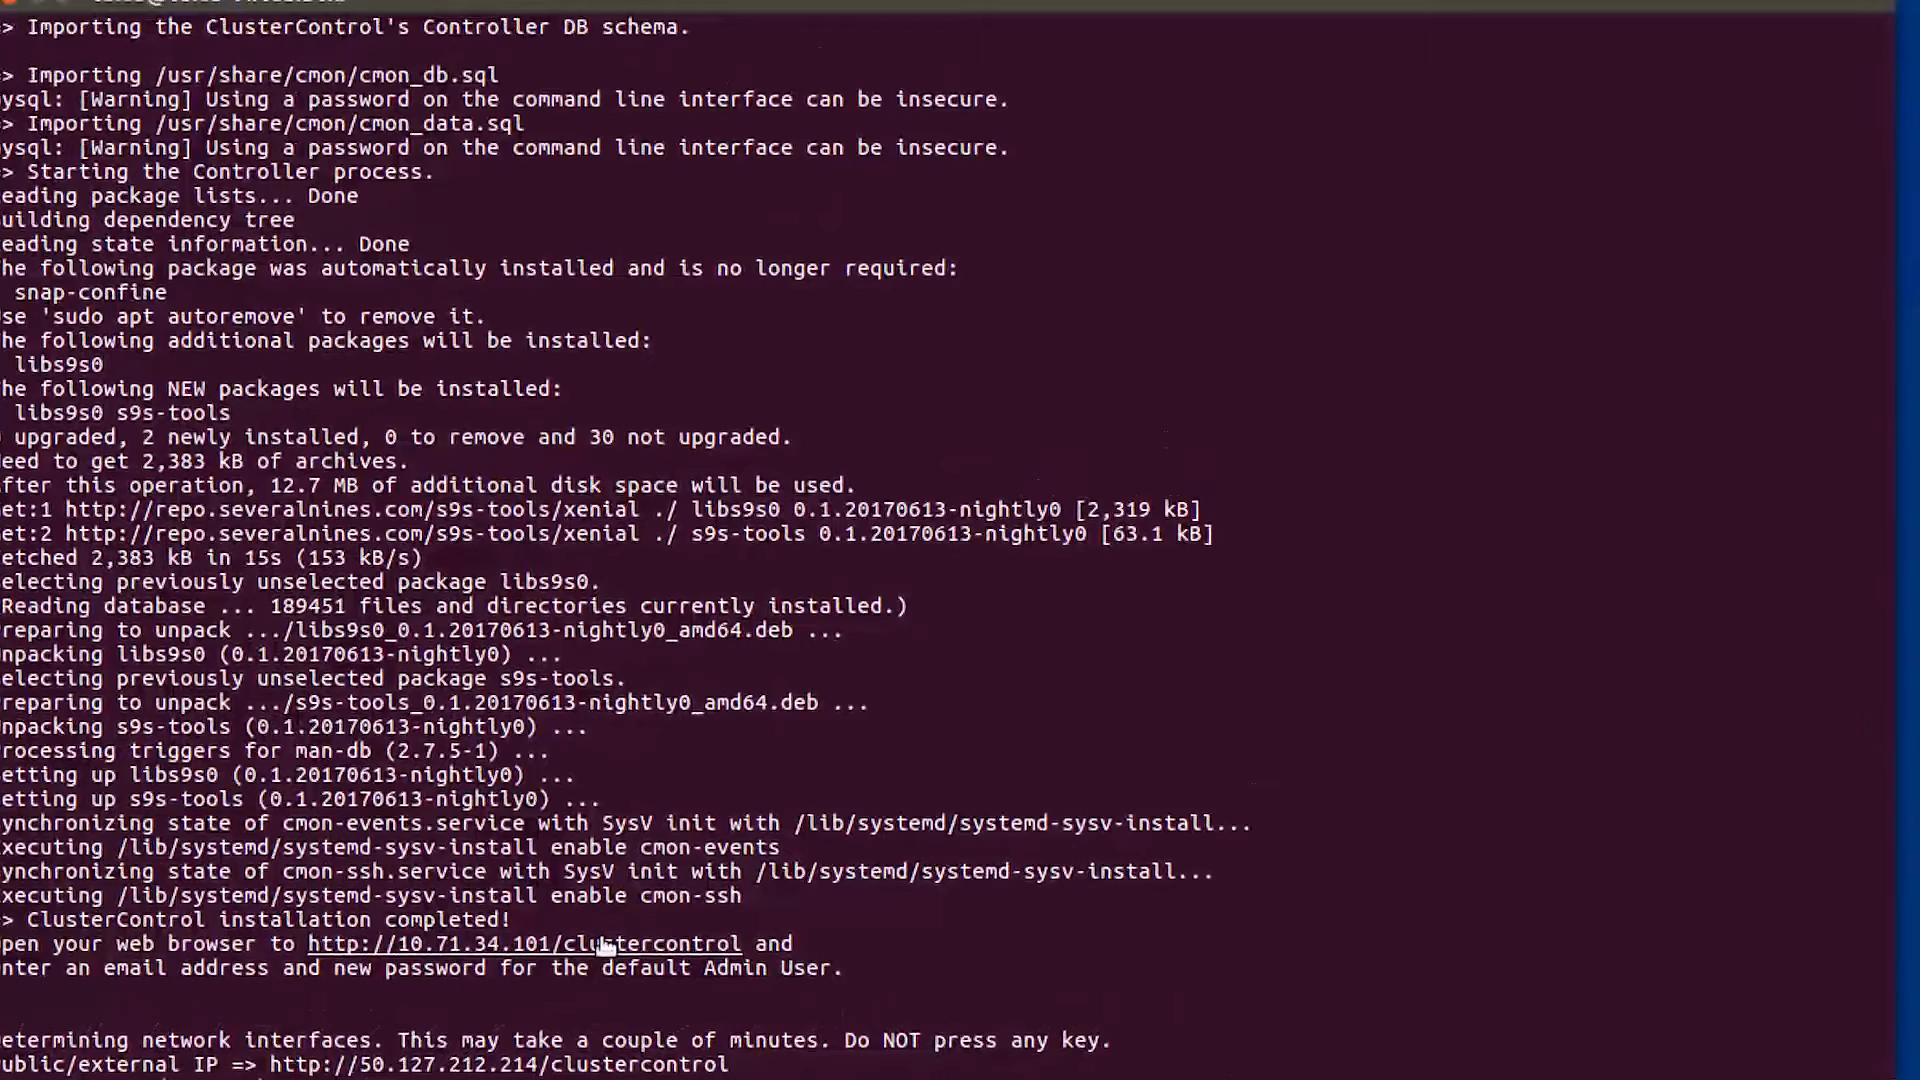 > Importing the ClusterControl's Controller DB schema.
> Importing /usr/share/cmon/cmon_db.sql
ysql: [Warning] Using a password on the command line interface can be insecure.
> Importing /usr/share/cmon/cmon_data.sql
ysql: [Warning] Using a password on the command line interface can be insecure.
> Starting the Controller process.
eading package lists... Done
uilding dependency tree
eading state information... Done
he following package was automatically installed and is no longer required:
snap-confine
se 'sudo apt autoremove' to remove it.
he following additional packages will be installed:
libs9s0
he following NEW packages will be installed:
libs9s0 s9s-tools
upgraded, 2 newly installed, 0 to remove and 30 not upgraded.
eed to get 2,383 kB of archives.
fter this operation, 12.7 MB of additional disk space will be used.
et:1 http://repo.severalnines.com/s9s-tools/xenial ./ libs9s0 0.1.20170613-nightly0 [2,319 kB]
et:2 http://repo.severalnines.com/s9s-tools/xenial ./ s9s-tools 0.1.20170613-nightly0 [63.1 kB]
etched 2,383 kB in 15s (153 kB/s)
electing previously unselected package libs9s0.
(Reading database ... 189451 files and directories currently installed.)
reparing to unpack .../libs9s0_0.1.20170613-nightly0_amd64.deb ...
npacking libs9s0 (0.1.20170613-nightly0) ...
electing previously unselected package s9s-tools.
reparing to unpack .../s9s-tools_0.1.20170613-nightly0_amd64.deb ...
npacking s9s-tools (0.1.20170613-nightly0) ...
rocessing triggers for man-db (2.7.5-1) ...
etting up libs9s0 (0.1.20170613-nightly0) ...
etting up s9s-tools (0.1.20170613-nightly0) ...
ynchronizing state of cmon-events.service with SysV init with /lib/systemd/systemd-sysv-install...
xecuting /lib/systemd/systemd-sysv-install enable cmon-events
ynchronizing state of cmon-ssh.service with SysV init with /lib/systemd/systemd-sysv-install...
xecuting /lib/systemd/systemd-sysv-install enable cmon-ssh
> ClusterControl installation completed!
pen your web browser to http://10.71.34.101/clustercontrol and
nter an email address and new password for the default Admin User.
etermining network interfaces. This may take a couple of minutes. Do NOT press any key.
ublic/external IP => http://50.127.212.214/clustercontrol